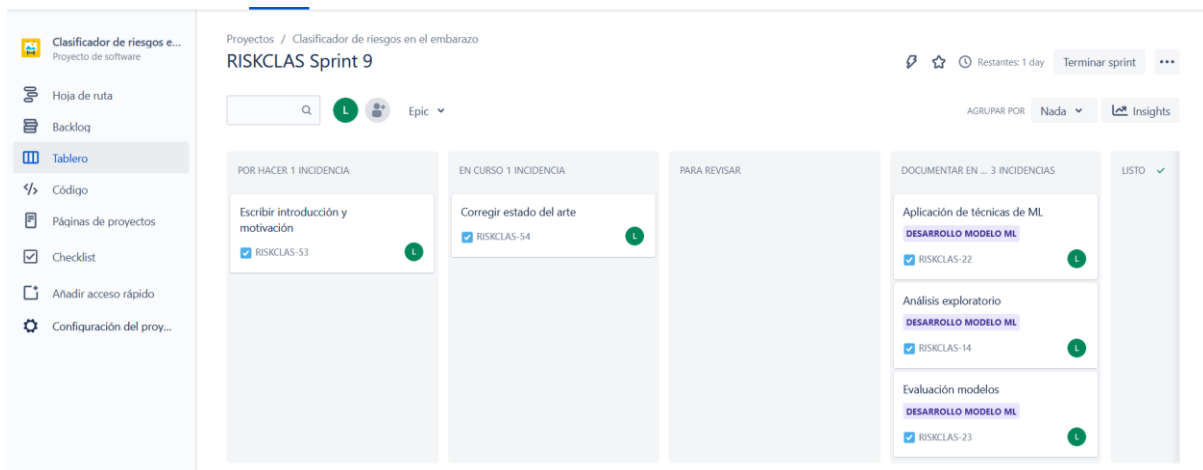 Clasificador de riesgos e...
Proyecto de software
Hoja de ruta
Backlog
Tablero
Código
Páginas de proyectos
Checklist
Añadir acceso rápido
Configuración del proy...
Proyectos / Clasificador de riesgos en el embarazo
RISKCLAS Sprint 9
Restantes: 1 day
Terminar sprint
L
Epic
AGRUPAR POR
Nada
Insights
POR HACER 1 INCIDENCIA
Escribir introducción y
motivación
RISKCLAS-53
L
EN CURSO 1 INCIDENCIA
Corregir estado del arte
RISKCLAS-54
L
PARA REVISAR
DOCUMENTAR EN ... 3 INCIDENCIAS
Aplicación de técnicas de ML
DESARROLLO MODELO ML
RISKCLAS-22
L
Análisis exploratorio
DESARROLLO MODELO ML
RISKCLAS-14
L
Evaluación modelos
DESARROLLO MODELO ML
RISKCLAS-23
L
LISTO